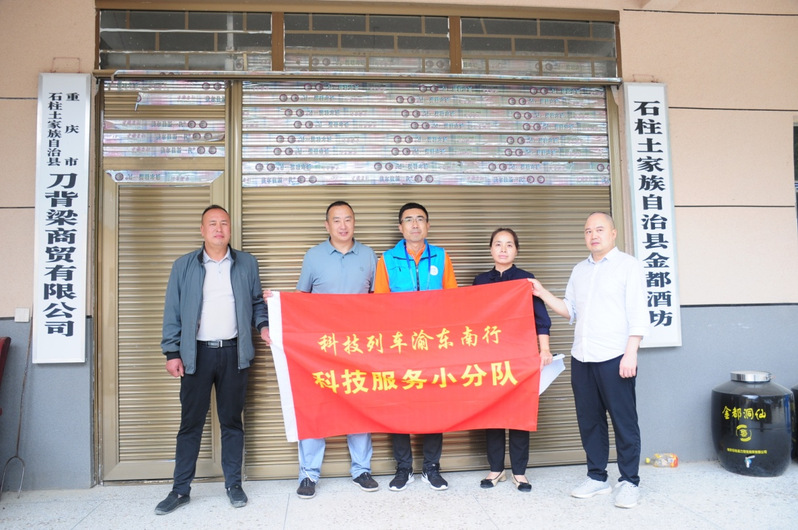 重庆市
石柱土家族自治县
刀背梁商贸有限公司
科技列车渝东南行
科技服务小分队
石柱土家族自治县金都酒坊
金都洞仙